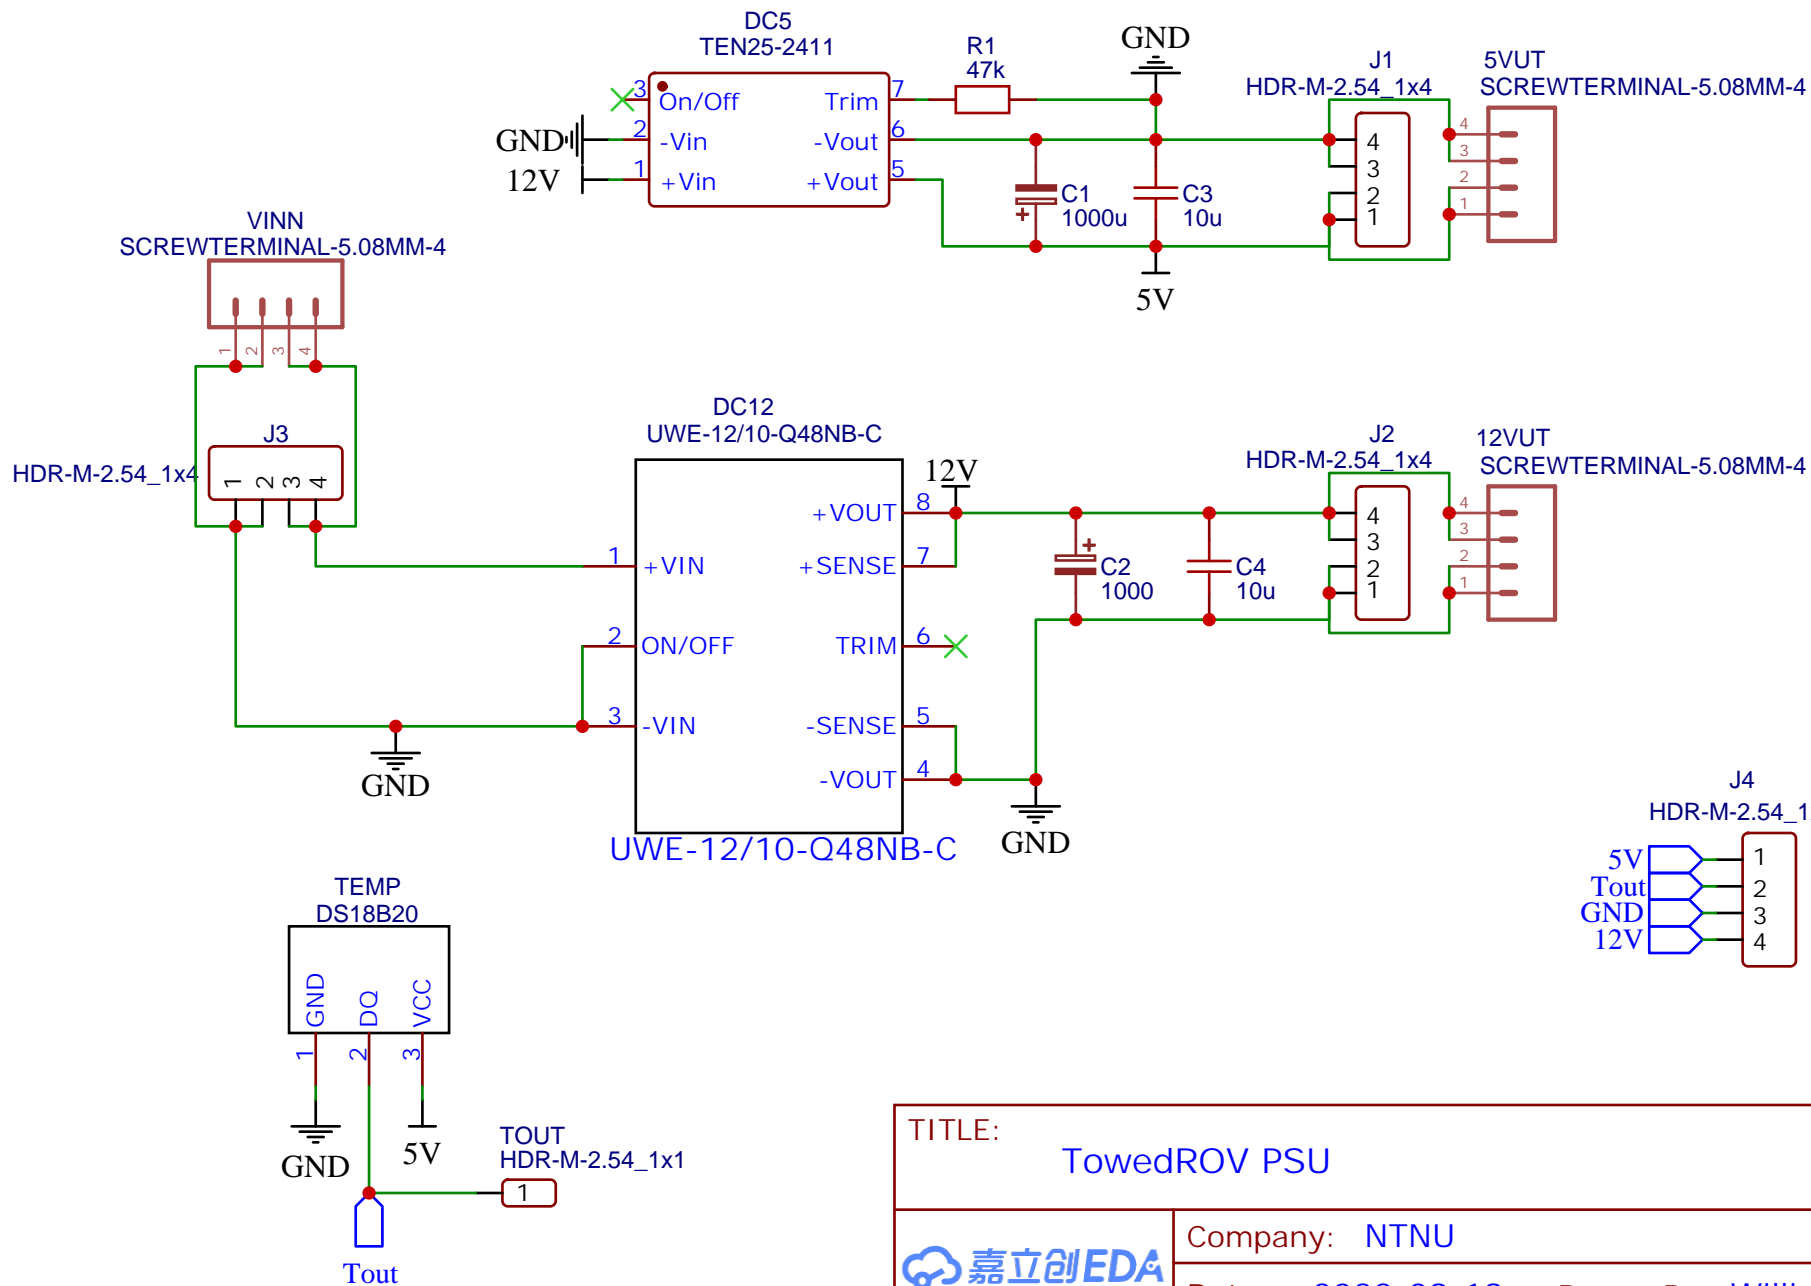 DC5
TEN25-2411
3 On/Off
2 -Vin
1 +Vin
Trim 7
-Vout 6
+Vout 5
GND
12V
R1
47k
GND
C1
1000u
C3
10u
5V
J1
HDR-M-2.54_1x4
4
3
2
1
5VUT
SCREWTERMINAL-5.08MM-4
4
3
2
1
VINN
SCREWTERMINAL-5.08MM-4
1 2 3 4
J3
HDR-M-2.54_1x4
1 2 3 4
GND
DC12
UWE-12/10-Q48NB-C
1 +VIN
2 ON/OFF
3 -VIN
+VOUT 8
+SENSE 7
TRIM 6
-SENSE 5
-VOUT 4
UWE-12/10-Q48NB-C
12V
C2
1000
C4
10u
GND
J2
HDR-M-2.54_1x4
4
3
2
1
12VUT
SCREWTERMINAL-5.08MM-4
4
3
2
1
J4
HDR-M-2.54_1
5V 1
Tout 2
GND 3
12V 4
TEMP
DS18B20
GND DQ VCC
1 2 3
GND
5V
TOUT
HDR-M-2.54_1x1
1
Tout
TITLE:
TowedROV PSU
嘉立创EDA
Company: NTNU